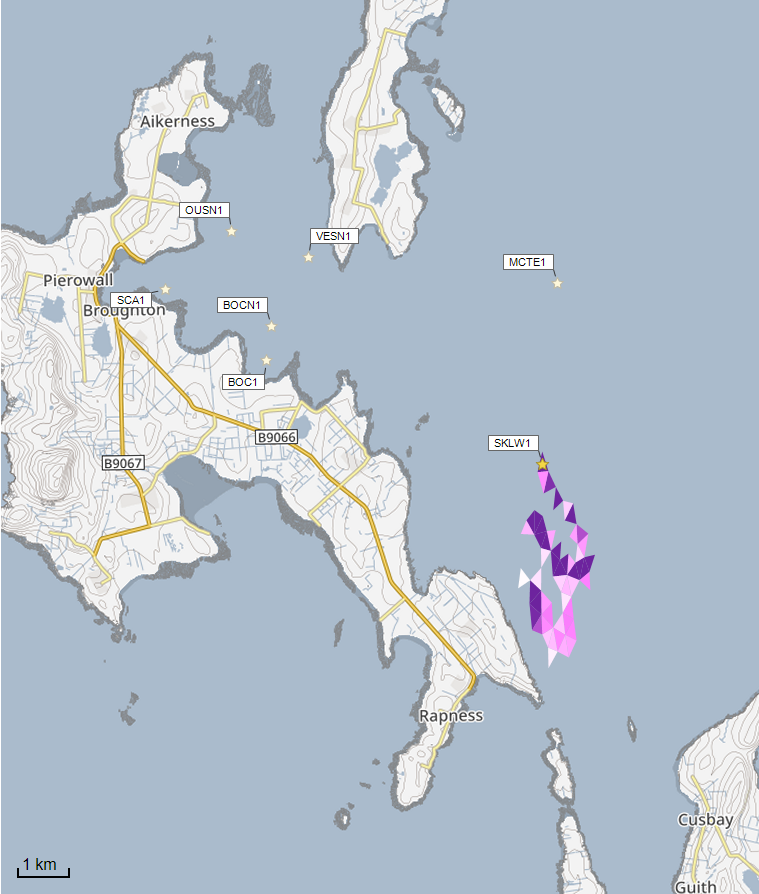 Aikerness
OUSN1
VESN1
MCTE1
Pierowall
SCA1
BOCN1
Broughton
BOC1
B9066
SKLW1
B9067
Rapness
Cusbay
1 km
Guith